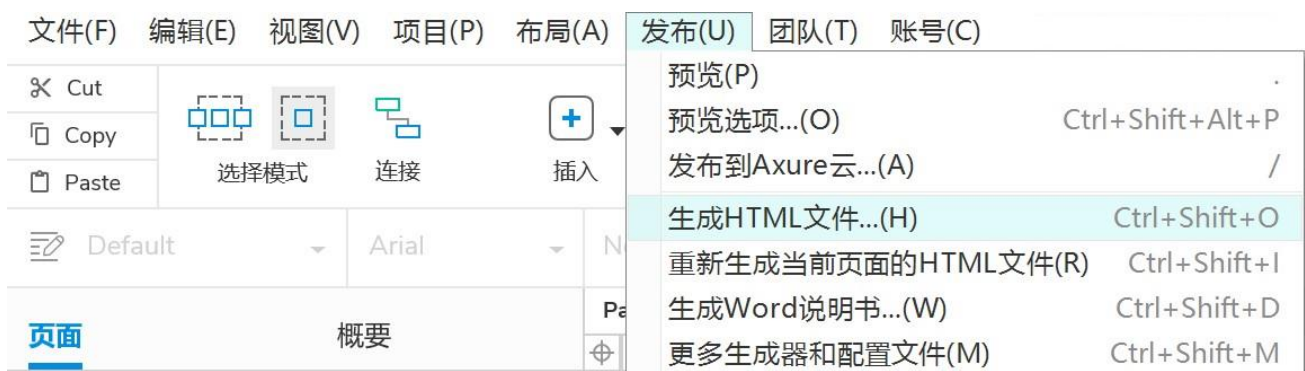 文件(F) 编辑(E) 视图(V) 项目(P) 布局(A) 发布(U) 团队(T) 账号(C)
Cut
Copy
Paste
选择模式 连接 插入
Default Arial
页面 概要
预览(P) .
预览选项...(O) Ctrl+Shift+Alt+P
发布到Axure云...(A) /
生成HTML文件...(H) Ctrl+Shift+O
重新生成当前页面的HTML文件(R) Ctrl+Shift+I
生成Word说明书...(W) Ctrl+Shift+D
更多生成器和配置文件(M) Ctrl+Shift+M